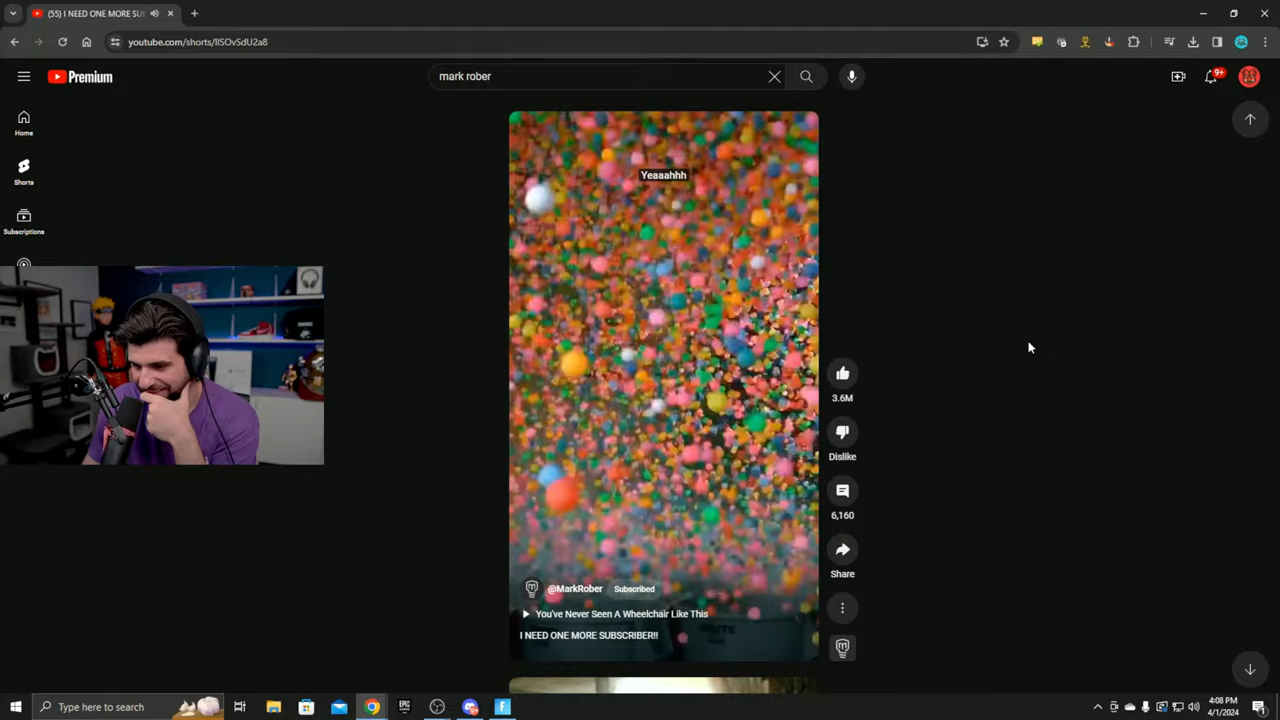 (55) I NEED ONE MORE SU
youtube.com/shorts/IISOvSdU2a8
Premium
mark rober
9+
Home
Shorts
Subscriptions
Yeaaahhh
3.6M
Dislike
6,160
Share
@MarkRober Subscribed
You've Never Seen A Wheelchair Like This
I NEED ONE MORE SUBSCRIBER!!
Type here to search
4:08 PM
4/1/2024